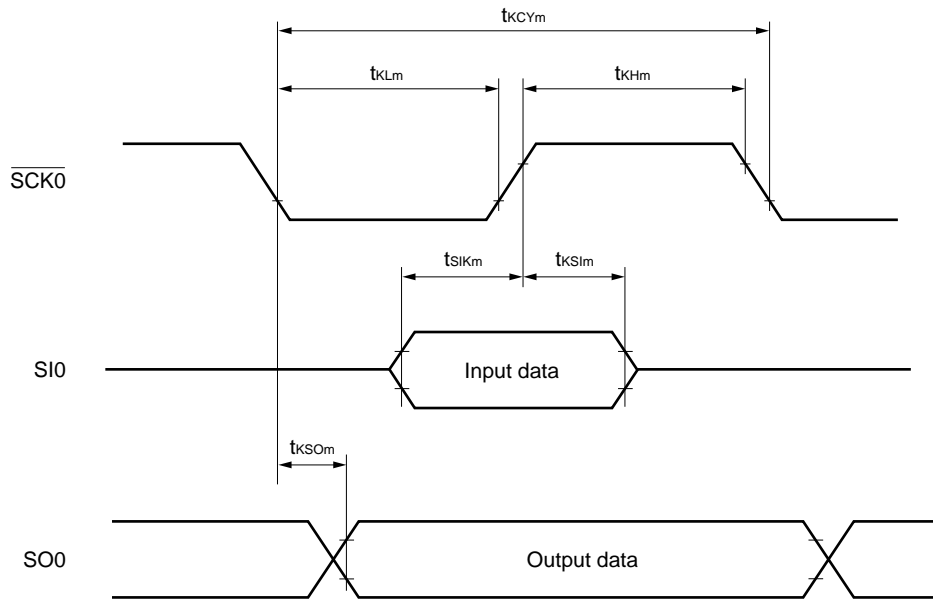 tKCYm
tKLm tKHm
SCK0
tSIKm tKSIm
SI0 Input data
tKSOm
SO0 Output data